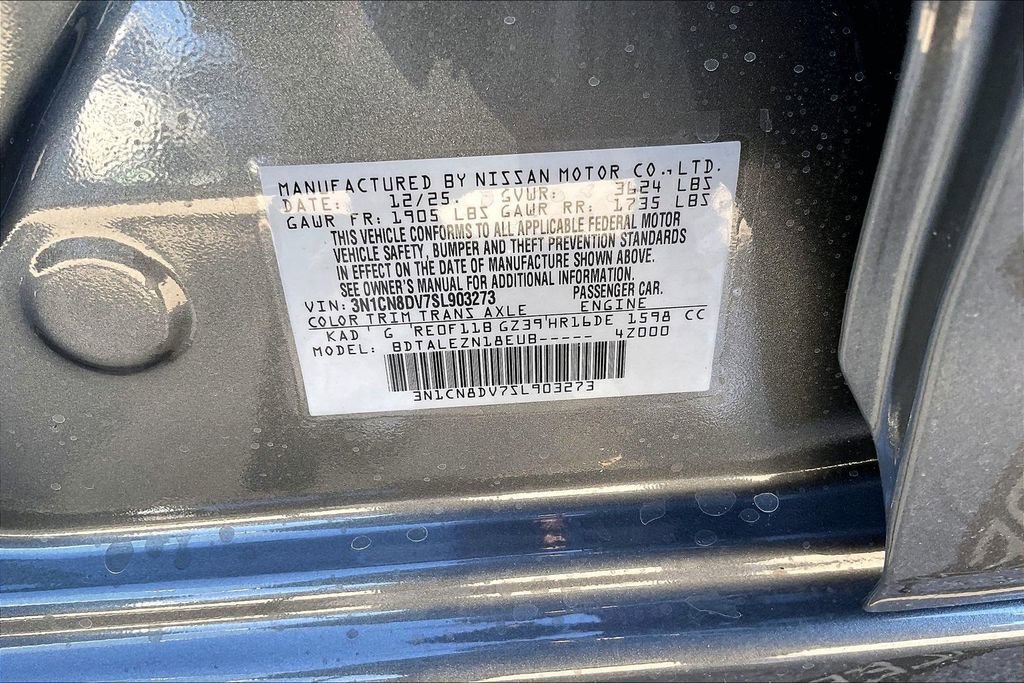 MANUFACTURED BY NISSAN MOTOR CO.,LTD.
DATE: 12/25 GVWR: 3624 LBS
GAWR FR: 1905 LBS GAWR RR: 1735 LBS
THIS VEHICLE CONFORMS TO ALL APPLICABLE FEDERAL MOTOR
VEHICLE SAFETY, BUMPER AND THEFT PREVENTION STANDARDS
IN EFFECT ON THE DATE OF MANUFACTURE SHOWN ABOVE.
SEE OWNER'S MANUAL FOR ADDITIONAL INFORMATION.
VIN: 3N1CN8DV7SL903273 PASSENGER CAR.
COLOR TRIM TRANS AXLE ENGINE
KAD G RE0F11B GZ39 HR16DE 1598 CC
MODEL: BDTALEZN18EUB----- 4Z000
3N1CN8DV7SL903273